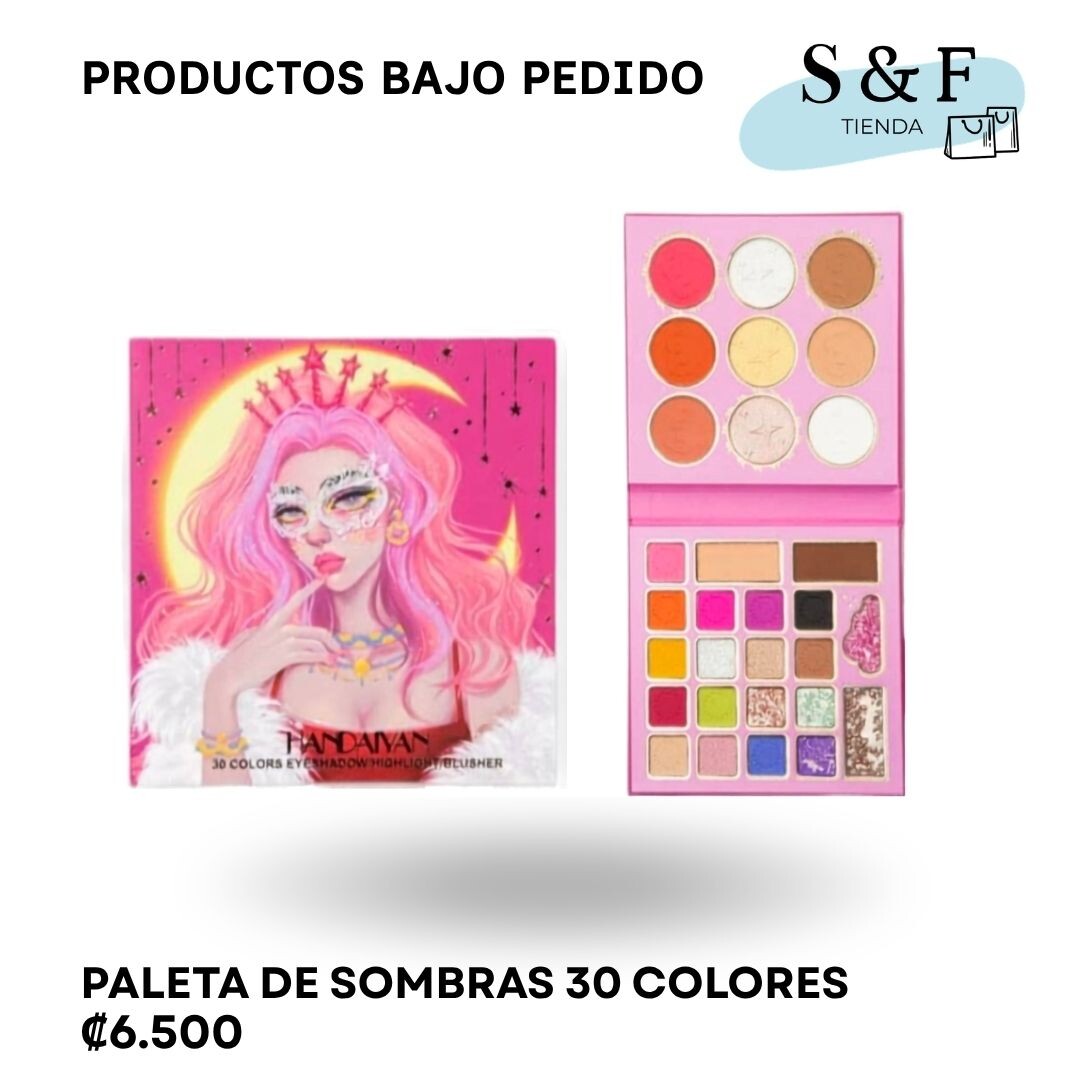 PRODUCTOS BAJO PEDIDO
S & F
TIENDA
HANDAIYAN
30 COLORS EYESHADOW/HIGHLIGHT/BLUSHER
PALETA DE SOMBRAS 30 COLORES
₡6.500